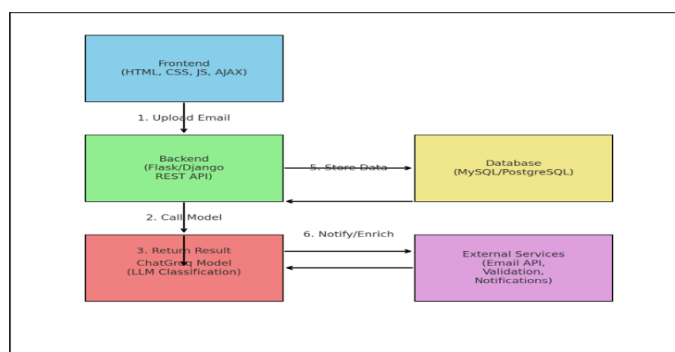 Frontend
(HTML, CSS, JS, AJAX)
1. Upload Email
Backend
(Flask/Django
REST API)
5. Store Data
Database
(MySQL/PostgreSQL)
2. Call Model
6. Notify/Enrich
3. Return Result
ChatGroq Model
(LLM Classification)
External Services
(Email API,
Validation,
Notifications)